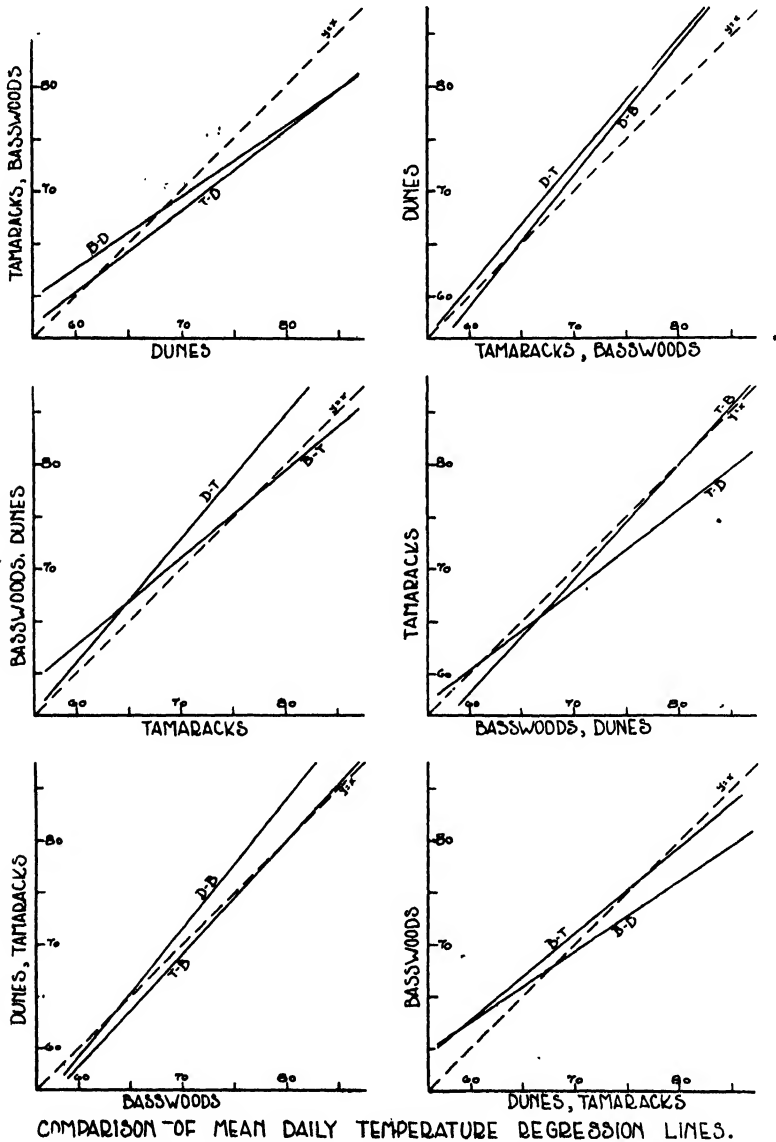 TAMARACKS, BASSWOODS
80
70
60
60
70
80
DUNES
y=x
B-D
T-D
DUNES
80
70
60
60
70
80
TAMARACKS, BASSWOODS
y=x
D-T
D-B
BASSWOODS, DUNES
80
70
60
60
70
80
TAMARACKS
D-T
y=x
B-T
TAMARACKS
80
70
60
60
70
80
BASSWOODS, DUNES
T-B
y=x
T-D
DUNES, TAMARACKS
80
70
60
60
70
80
BASSWOODS
D-B
T-B
y=x
BASSWOODS
80
70
60
70
80
DUNES, TAMARACKS
y=x
B-T
B-D
COMPARISON OF MEAN DAILY TEMPERATURE REGRESSION LINES.